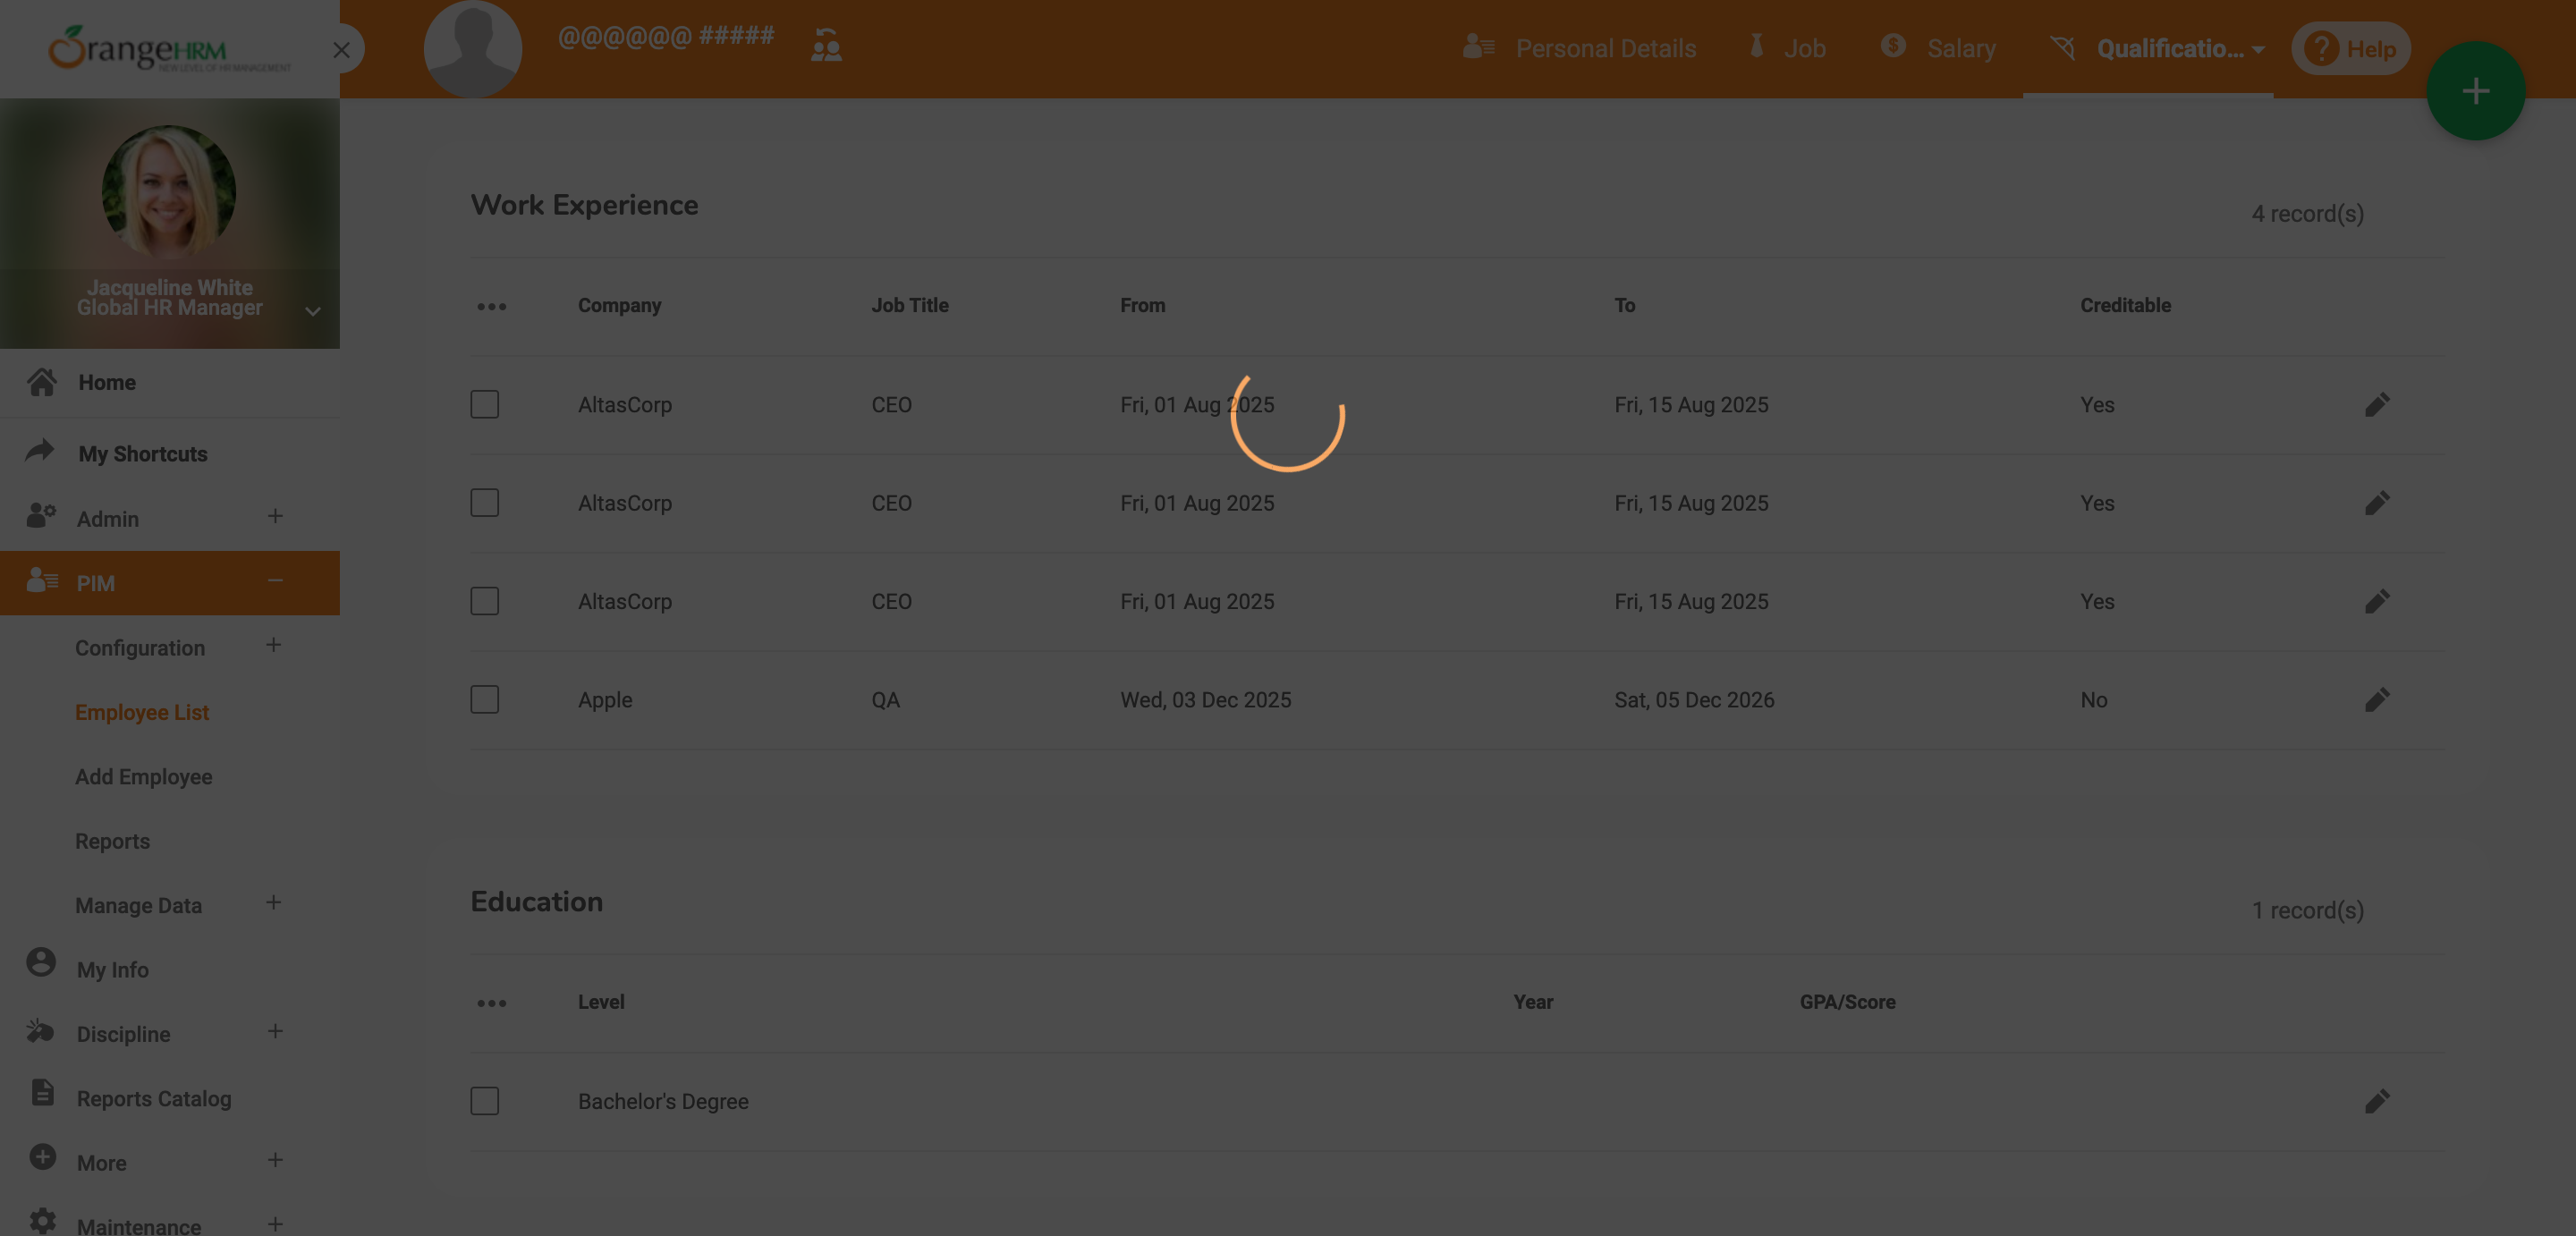 OrangeHRM
NEW LEVEL OF HR MANAGEMENT
@@@@@@ #####
Personal Details
Job
Salary
Qualificatio...
Help
Jacqueline White
Global HR Manager
Home
My Shortcuts
Admin
PIM
Configuration
Employee List
Add Employee
Reports
Manage Data
My Info
Discipline
Reports Catalog
More
Maintenance
Work Experience
4 record(s)
Company Job Title From To Creditable
AltasCorp CEO Fri, 01 Aug 2025 Fri, 15 Aug 2025 Yes
AltasCorp CEO Fri, 01 Aug 2025 Fri, 15 Aug 2025 Yes
AltasCorp CEO Fri, 01 Aug 2025 Fri, 15 Aug 2025 Yes
Apple QA Wed, 03 Dec 2025 Sat, 05 Dec 2026 No
Education
1 record(s)
Level Year GPA/Score
Bachelor's Degree